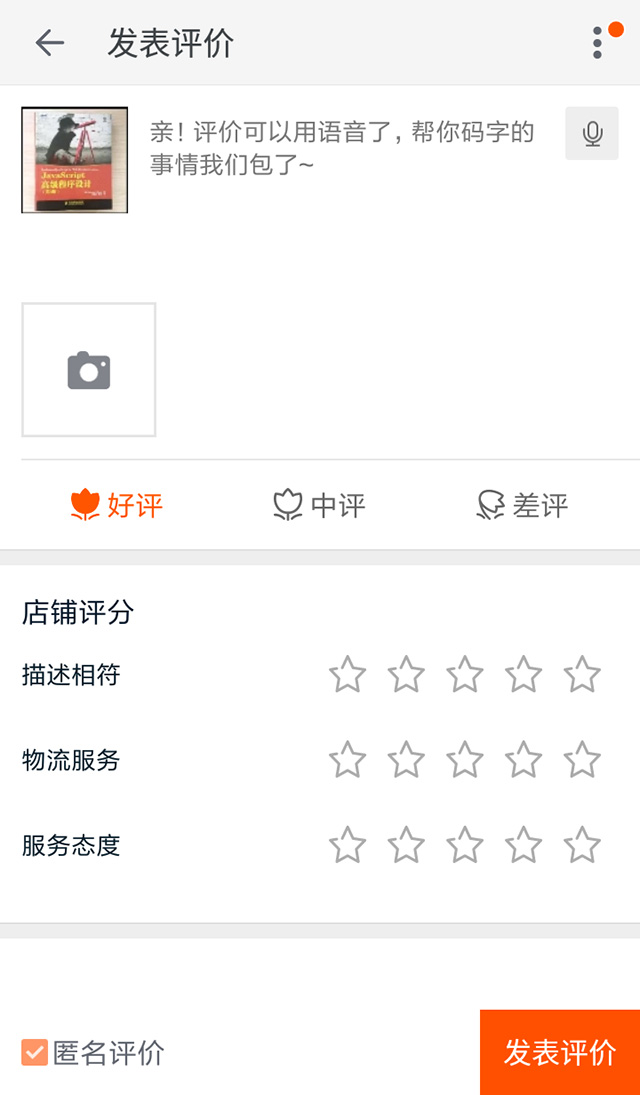 发表评价
亲！评价可以用语音了，帮你码字的
事情我们包了~
JavaScript
高级程序设计
好评
中评
差评
店铺评分
描述相符
物流服务
服务态度
匿名评价
发表评价